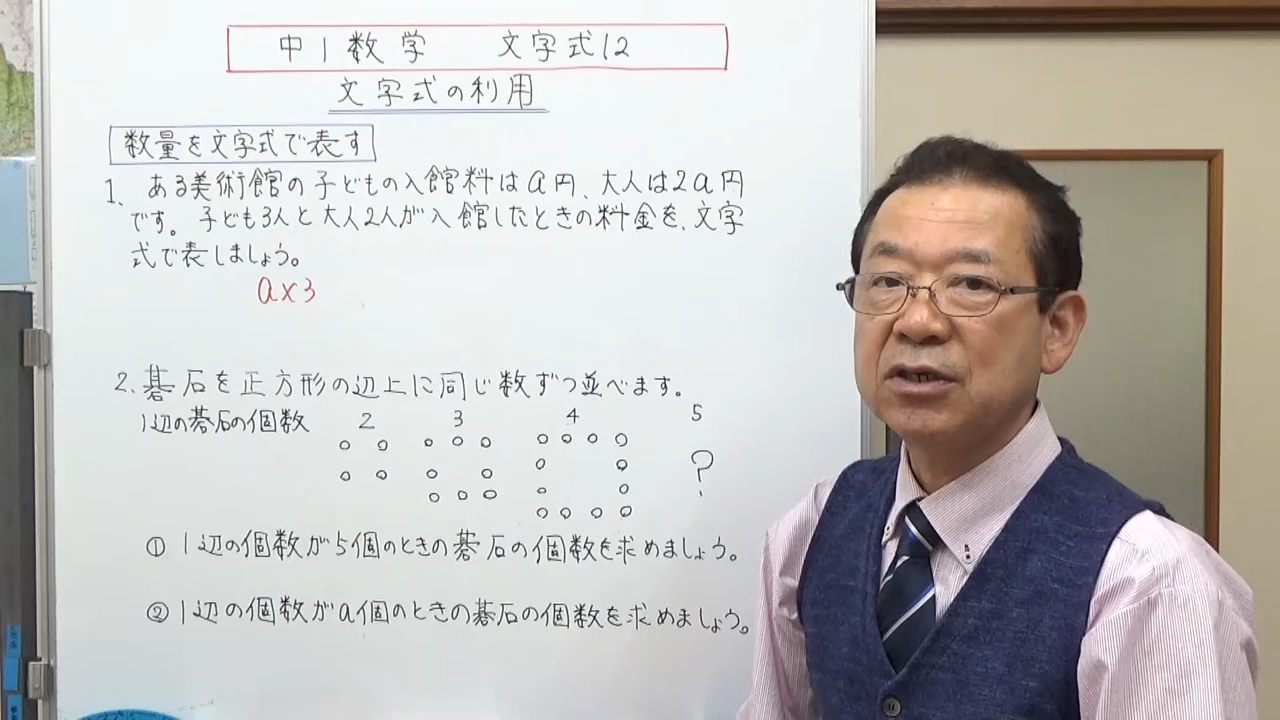 中1数学 文字式12
文字式の利用
数量を文字式で表す
1、ある美術館の子どもの入館料はa円、大人は2a円
です。子ども3人と大人2人が入館したときの料金を、文字
式で表しましょう。
a×3
2.碁石を正方形の辺上に同じ数ずつ並べます。
1辺の碁石の個数 2 3 4 5
?
① 1辺の個数が5個のときの碁石の個数を求めましょう。
② 1辺の個数がa個のときの碁石の個数を求めましょう。